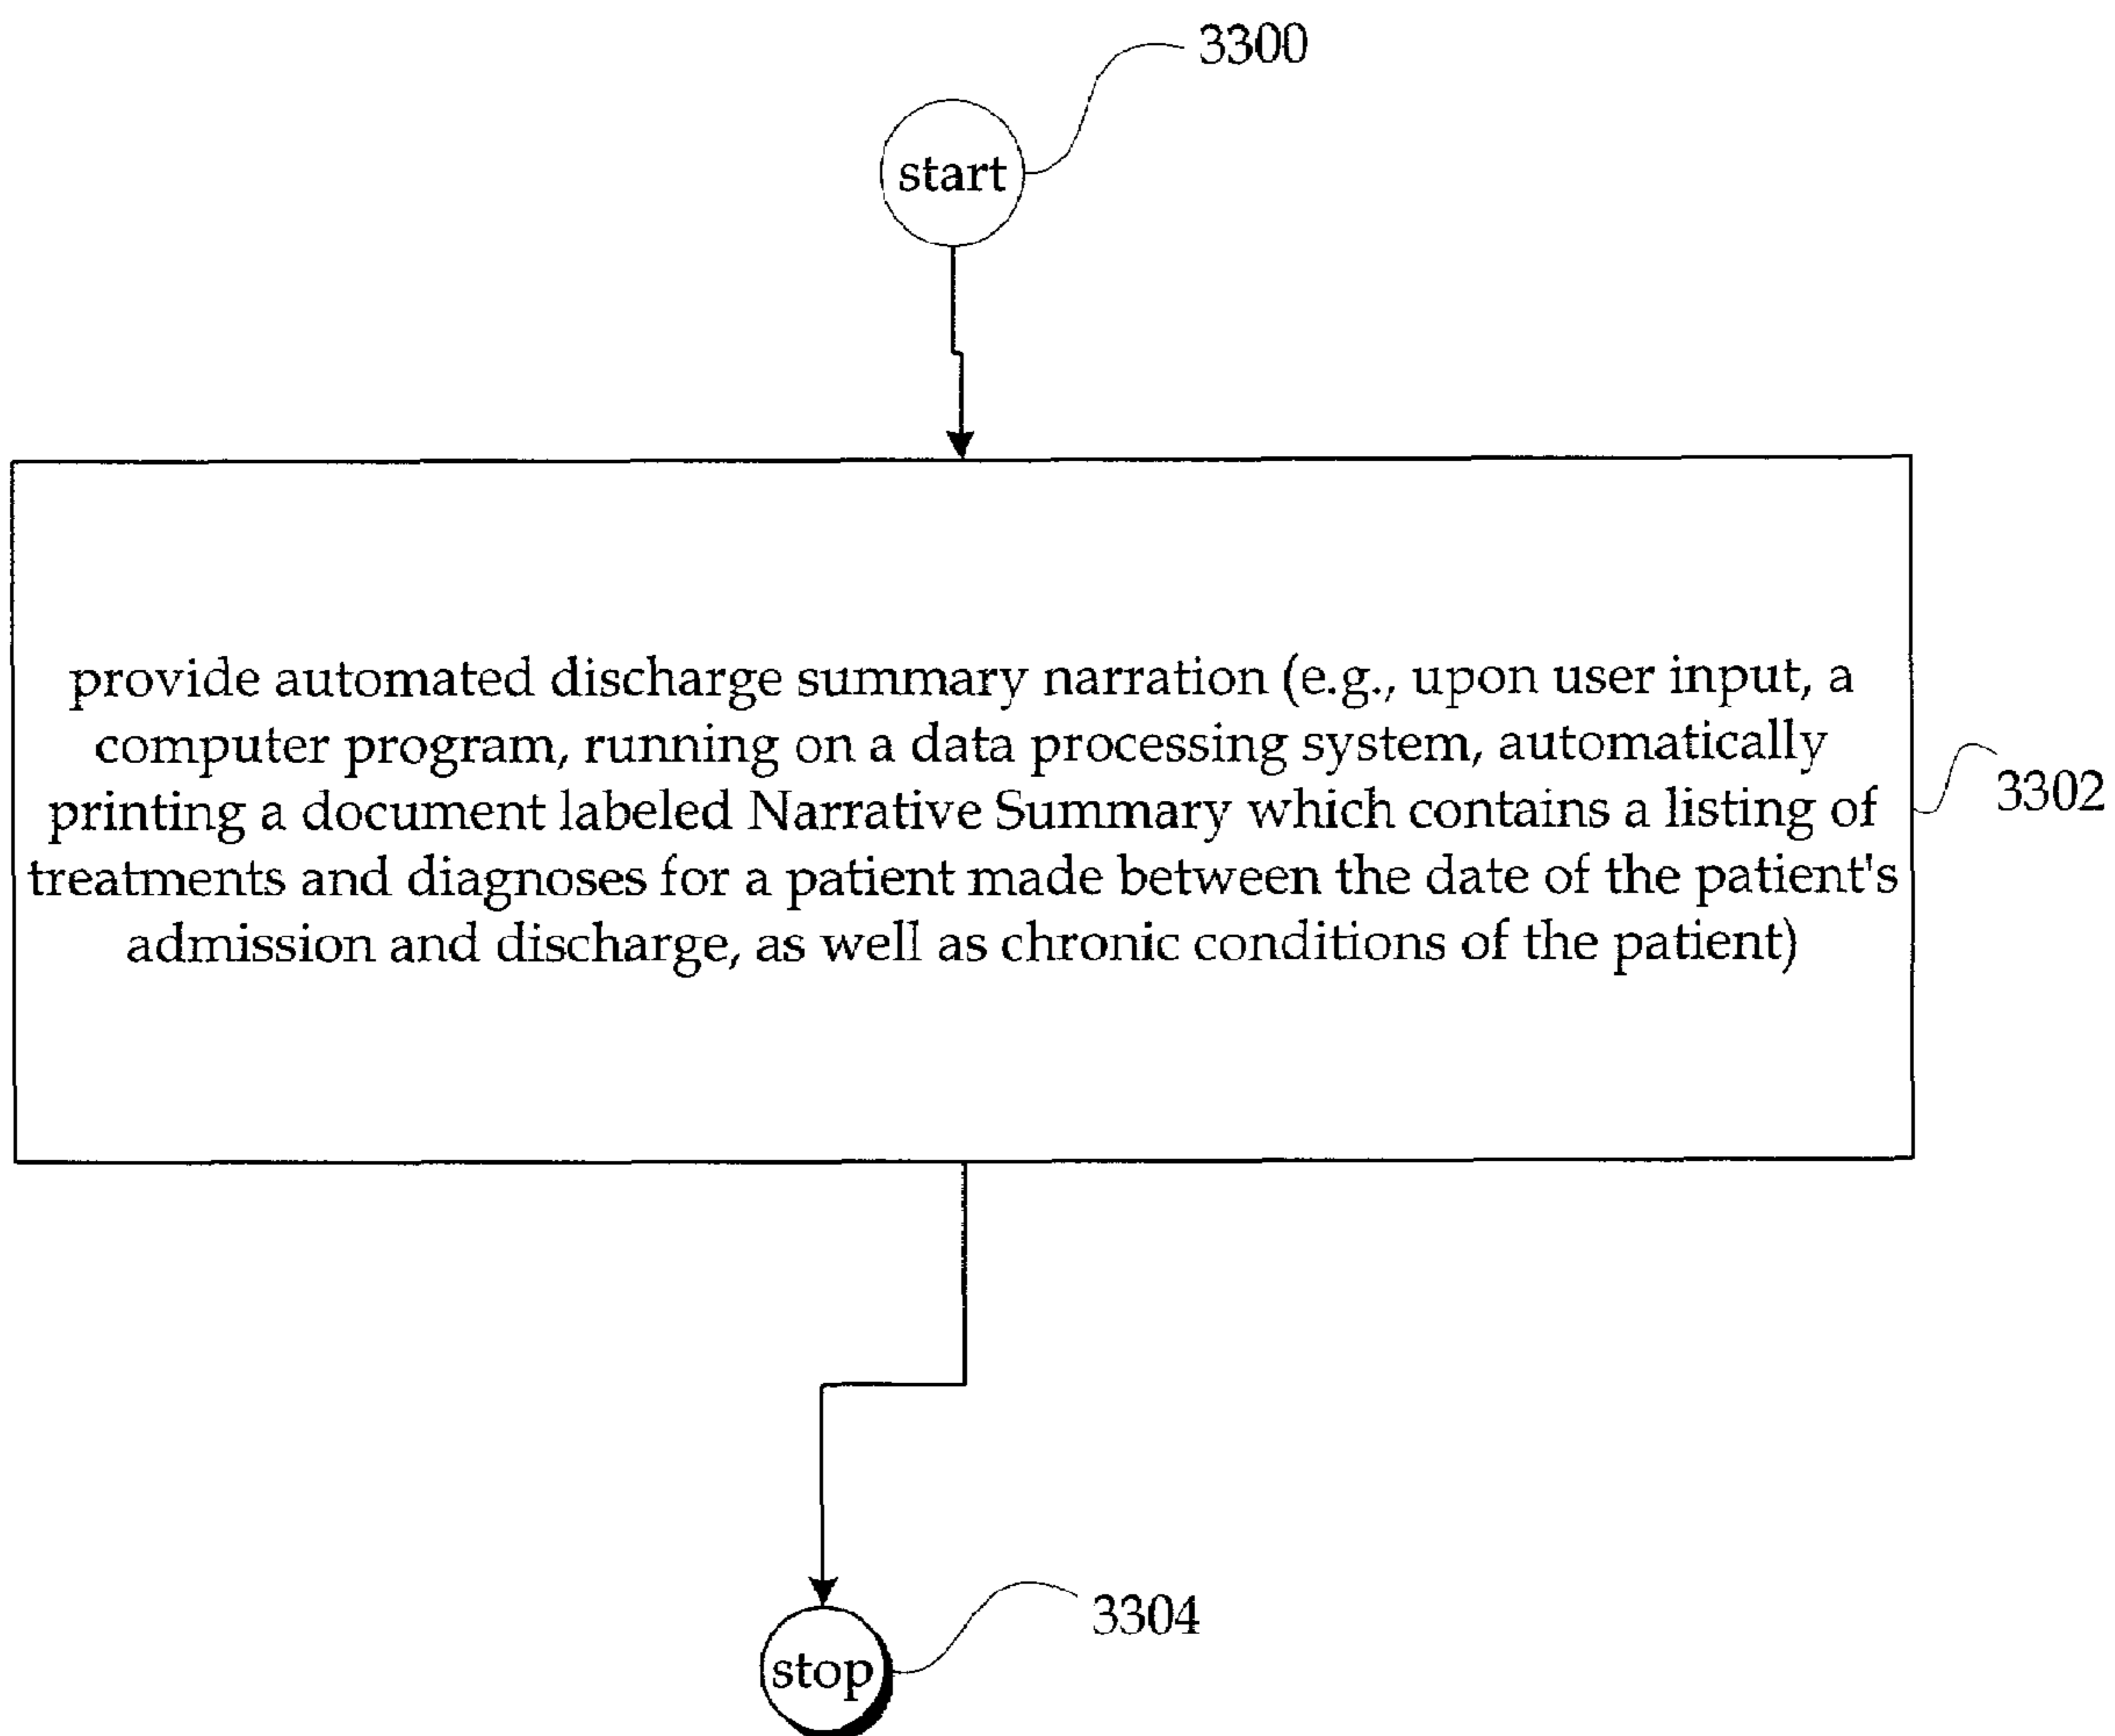 3300
start
provide automated discharge summary narration (e.g., upon user input, a
computer program, running on a data processing system, automatically
printing a document labeled Narrative Summary which contains a listing of
treatments and diagnoses for a patient made between the date of the patient's
admission and discharge, as well as chronic conditions of the patient)
3302
3304
stop